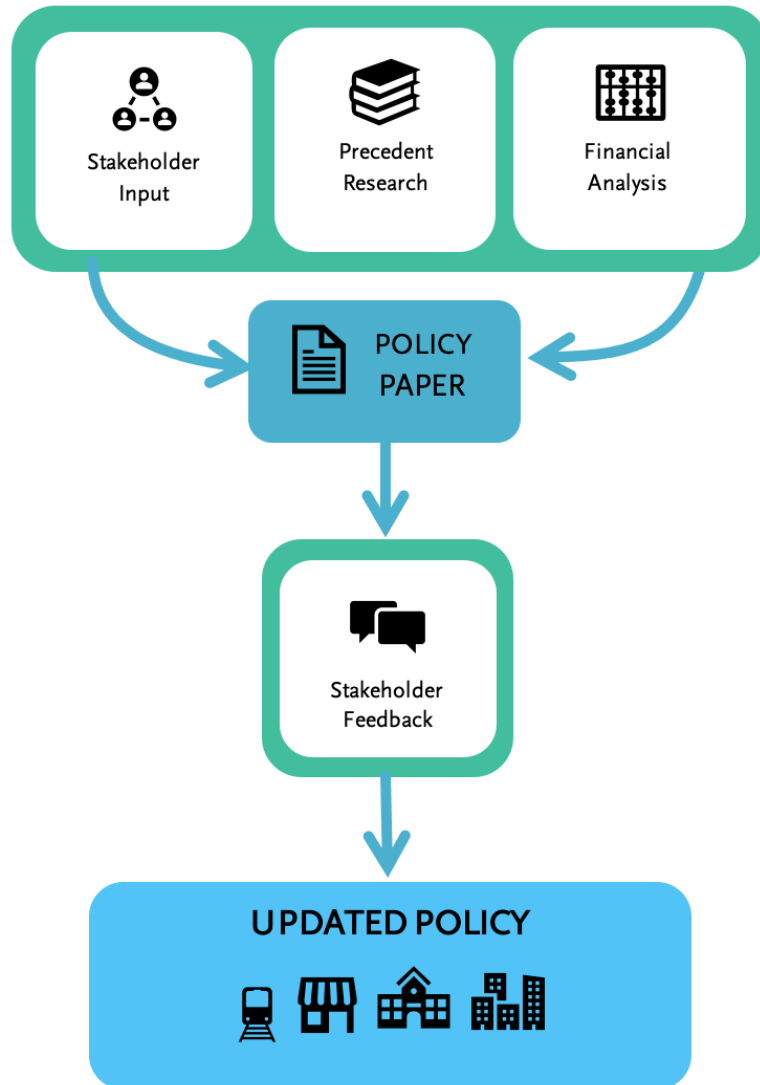 Stakeholder
Input
Precedent
Research
Financial
Analysis
POLICY
PAPER
Stakeholder
Feedback
UPDATED POLICY